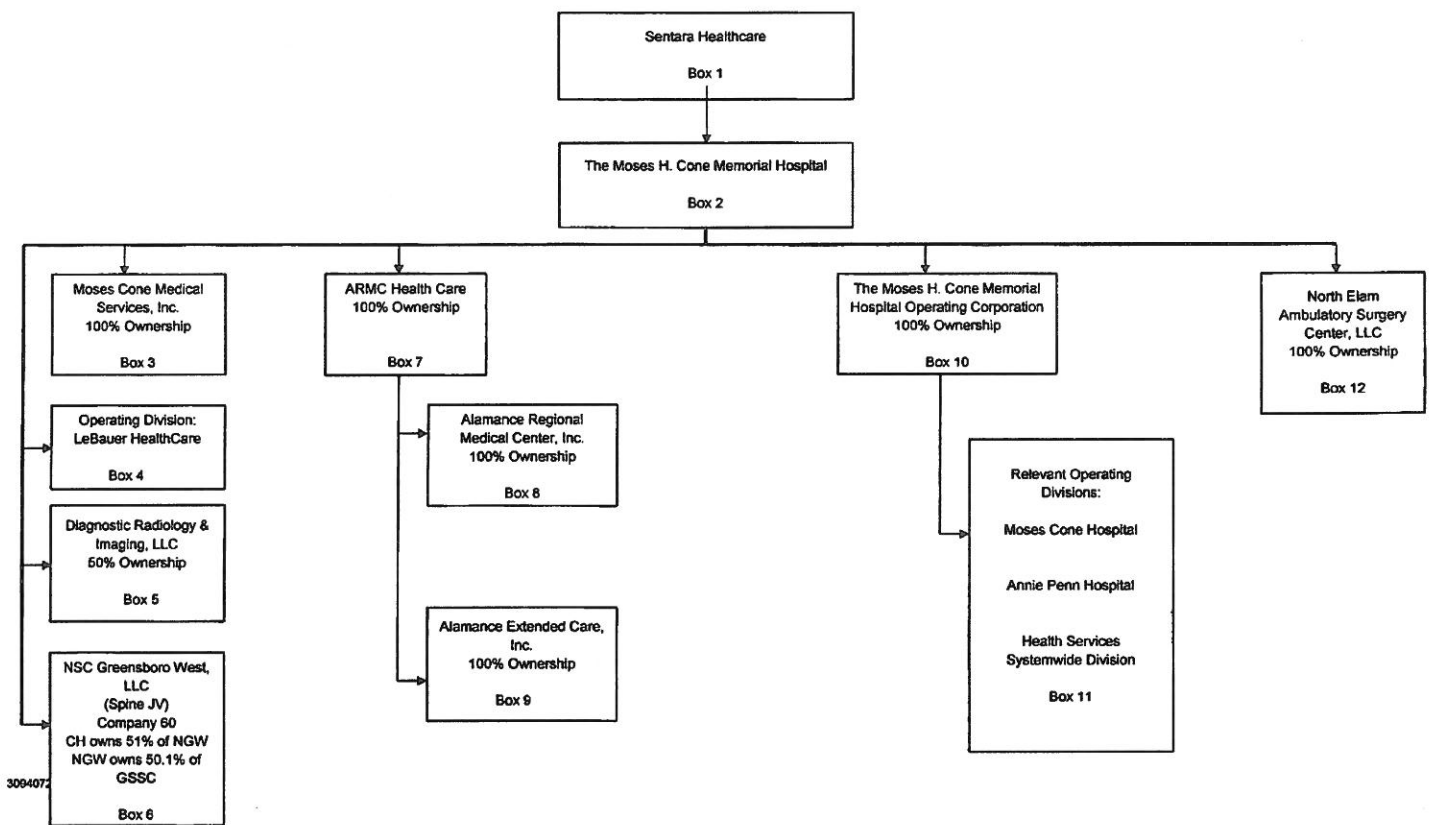 Sentara Healthcare
Box 1
The Moses H. Cone Memorial Hospital
Box 2
Moses Cone Medical
Services, Inc.
100% Ownership
Box 3
ARMC Health Care
100% Ownership
Box 7
The Moses H. Cone Memorial
Hospital Operating Corporation
100% Ownership
Box 10
North Elam
Ambulatory Surgery
Center, LLC
100% Ownership
Box 12
Operating Division:
LeBauer HealthCare
Box 4
Alamance Regional
Medical Center, Inc.
100% Ownership
Box 8
Relevant Operating
Divisions:
Moses Cone Hospital
Annie Penn Hospital
Health Services
Systemwide Division
Box 11
Diagnostic Radiology &
Imaging, LLC
50% Ownership
Box 5
Alamance Extended Care,
Inc.
100% Ownership
Box 9
NSC Greensboro West,
LLC
(Spine JV)
Company 60
CH owns 51% of NGW
NGW owns 50.1% of
GSSC
Box 6
3094072